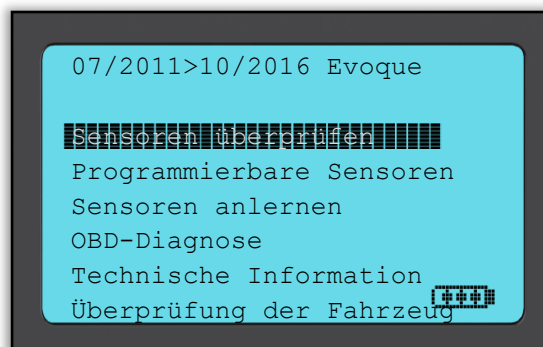 07/2011>10/2016 Evoque
Sensoren überprüfen
Programmierbare Sensoren
Sensoren anlernen
OBD-Diagnose
Technische Information
Überprüfung der Fahrzeug